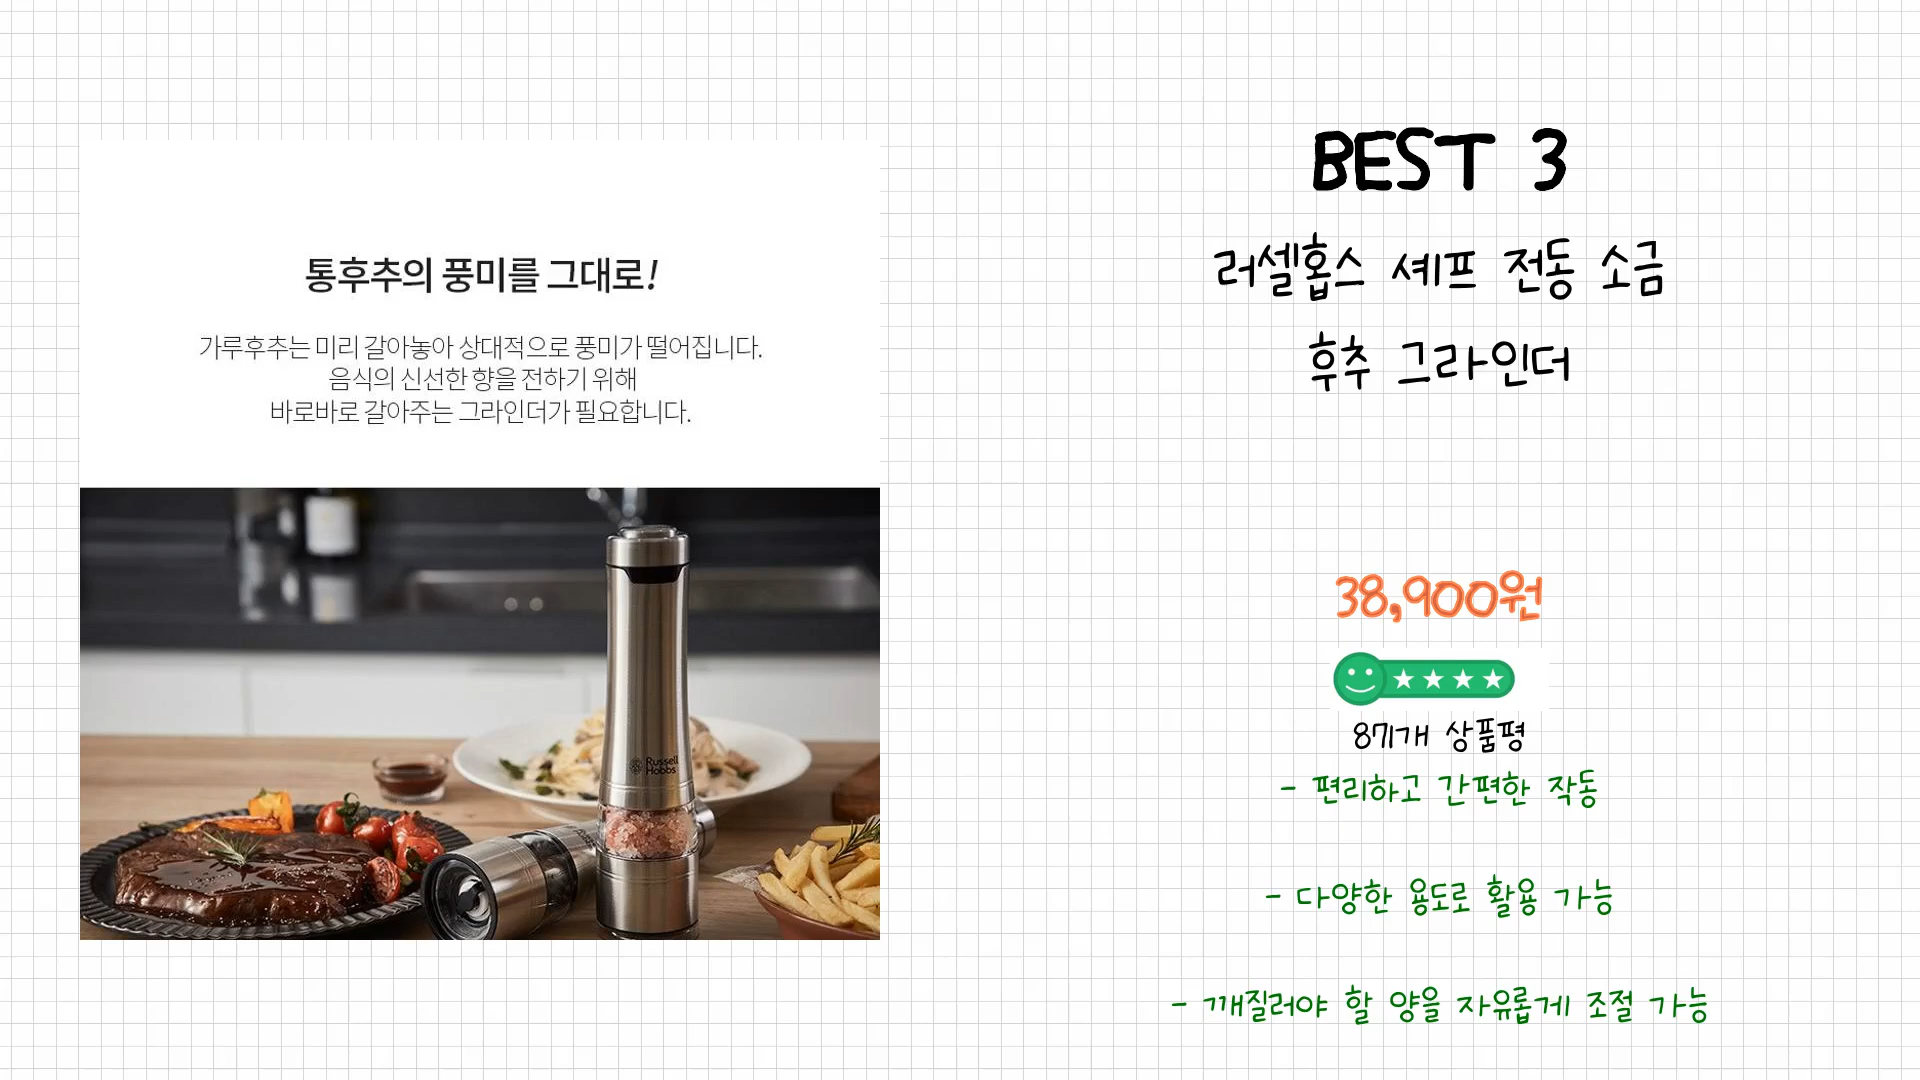 통후추의 풍미를 그대로!
가루후추는 미리 갈아놓아 상대적으로 풍미가 떨어집니다.
음식의 신선한 향을 전하기 위해
바로바로 갈아주는 그라인더가 필요합니다.
Russell
Hobbs
BEST 3
러셀홉스 셰프 전동 소금
후추 그라인더
38,900원
871개 상품평
- 편리하고 간편한 작동
- 다양한 용도로 활용 가능
- 깨질러야 할 양을 자유롭게 조절 가능